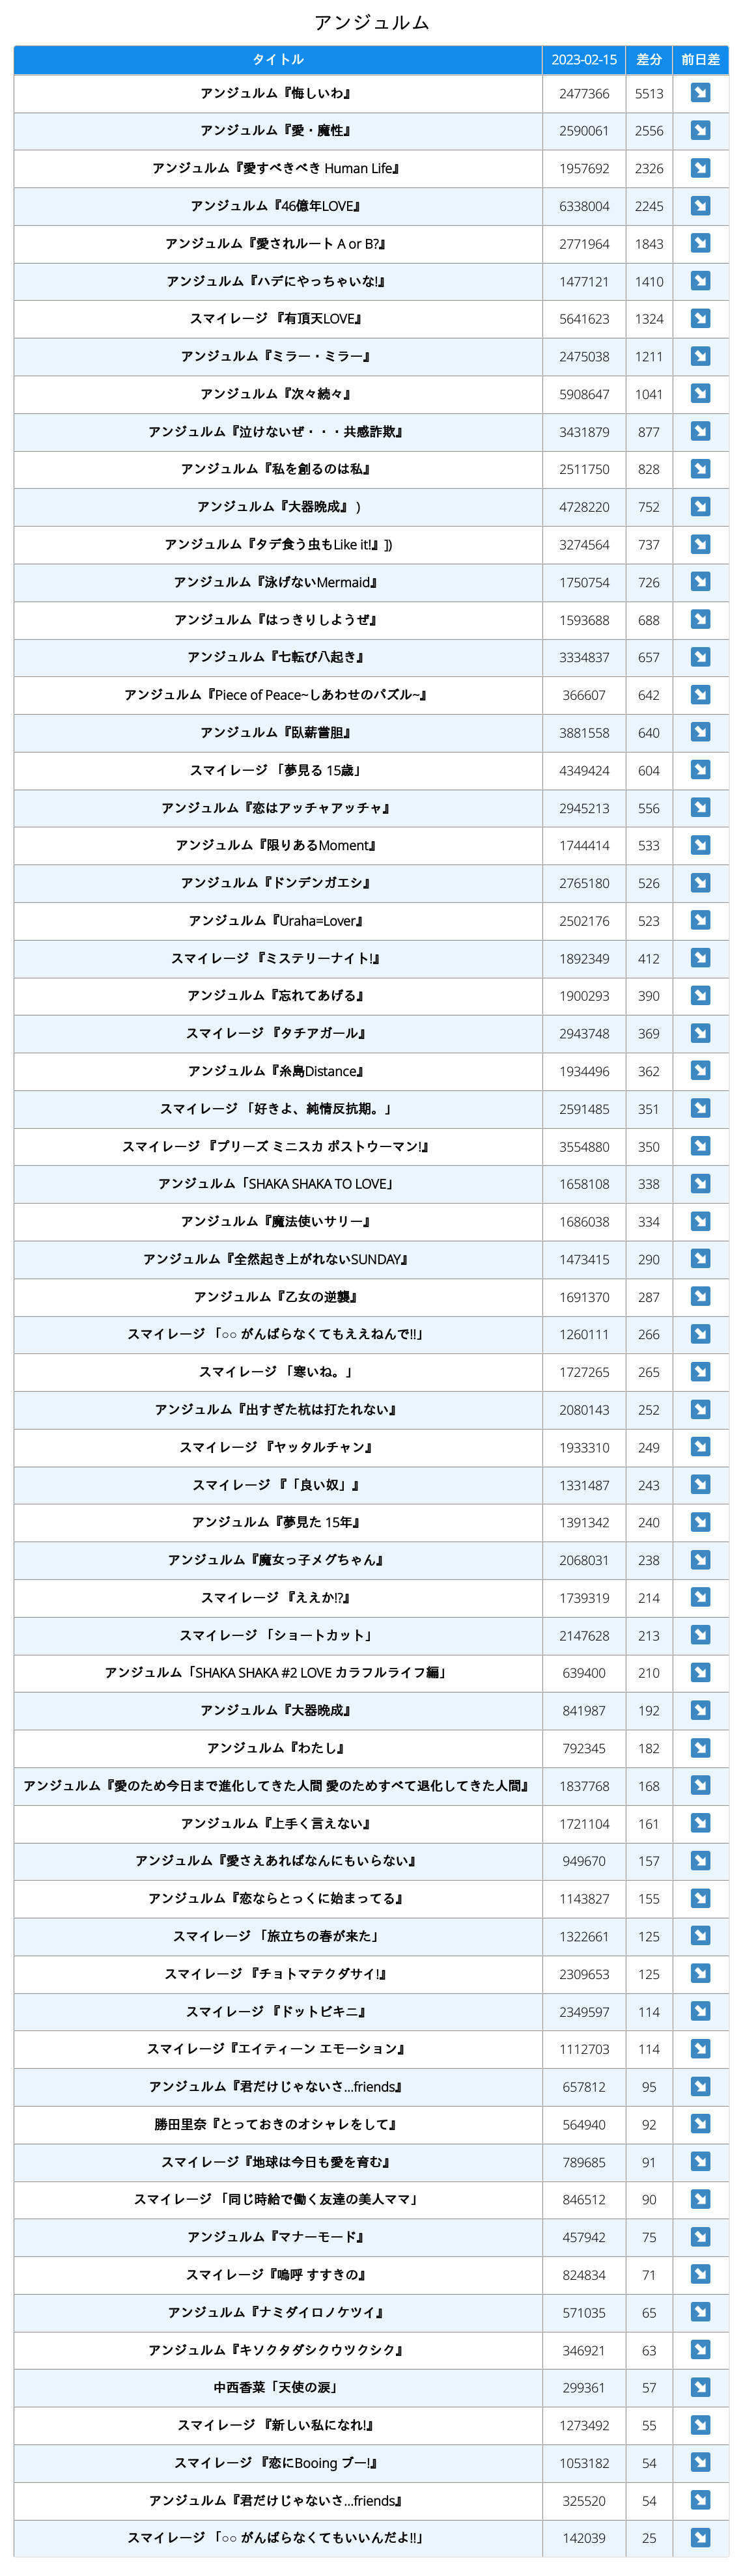 アンジュルム
タイトル 2023-02-15 差分 前日差
アンジュルム『悔しいわ』 2477366 5513 ↘
アンジュルム『愛・魔性』 2590061 2556 ↘
アンジュルム『愛すべきべき Human Life』 1957692 2326 ↘
アンジュルム『46億年LOVE』 6338004 2245 ↘
アンジュルム『愛されルート A or B?』 2771964 1843 ↘
アンジュルム『ハデにやっちゃいな!』 1477121 1410 ↘
スマイレージ 『有頂天LOVE』 5641623 1324 ↘
アンジュルム『ミラー・ミラー』 2475038 1211 ↘
アンジュルム『次々続々』 5908647 1041 ↘
アンジュルム『泣けないぜ・・・共感詐欺』 3431879 877 ↘
アンジュルム『私を創るのは私』 2511750 828 ↘
アンジュルム『大器晩成』 ) 4728220 752 ↘
アンジュルム『タデ食う虫もLike it!』]) 3274564 737 ↘
アンジュルム『泳げないMermaid』 1750754 726 ↘
アンジュルム『はっきりしようぜ』 1593688 688 ↘
アンジュルム『七転び八起き』 3334837 657 ↘
アンジュルム『Piece of Peace~しあわせのパズル~』 366607 642 ↘
アンジュルム『臥薪嘗胆』 3881558 640 ↘
スマイレージ 「夢見る 15歳」 4349424 604 ↘
アンジュルム『恋はアッチャアッチャ』 2945213 556 ↘
アンジュルム『限りあるMoment』 1744414 533 ↘
アンジュルム『ドンデンガエシ』 2765180 526 ↘
アンジュルム『Uraha=Lover』 2502176 523 ↘
スマイレージ 『ミステリーナイト!』 1892349 412 ↘
アンジュルム『忘れてあげる』 1900293 390 ↘
スマイレージ 『タチアガール』 2943748 369 ↘
アンジュルム『糸島Distance』 1934496 362 ↘
スマイレージ 「好きよ、純情反抗期。」 2591485 351 ↘
スマイレージ 『プリーズ ミニスカ ポストウーマン!』 3554880 350 ↘
アンジュルム「SHAKA SHAKA TO LOVE」 1658108 338 ↘
アンジュルム『魔法使いサリー』 1686038 334 ↘
アンジュルム『全然起き上がれないSUNDAY』 1473415 290 ↘
アンジュルム『乙女の逆襲』 1691370 287 ↘
スマイレージ 「○○ がんばらなくてもええねんで!!」 1260111 266 ↘
スマイレージ 「寒いね。」 1727265 265 ↘
アンジュルム『出すぎた杭は打たれない』 2080143 252 ↘
スマイレージ 『ヤッタルチャン』 1933310 249 ↘
スマイレージ 『「良い奴」』 1331487 243 ↘
アンジュルム『夢見た 15年』 1391342 240 ↘
アンジュルム『魔女っ子メグちゃん』 2068031 238 ↘
スマイレージ 『ええか!?』 1739319 214 ↘
スマイレージ 「ショートカット」 2147628 213 ↘
アンジュルム「SHAKA SHAKA #2 LOVE カラフルライフ編」 639400 210 ↘
アンジュルム『大器晩成』 841987 192 ↘
アンジュルム『わたし』 792345 182 ↘
アンジュルム『愛のため今日まで進化してきた人間 愛のためすべて退化してきた人間』 1837768 168 ↘
アンジュルム『上手く言えない』 1721104 161 ↘
アンジュルム『愛さえあればなんにもいらない』 949670 157 ↘
アンジュルム『恋ならとっくに始まってる』 1143827 155 ↘
スマイレージ 「旅立ちの春が来た」 1322661 125 ↘
スマイレージ 『チョトマテクダサイ!』 2309653 125 ↘
スマイレージ 『ドットビキニ』 2349597 114 ↘
スマイレージ『エイティーン エモーション』 1112703 114 ↘
アンジュルム『君だけじゃないさ...friends』 657812 95 ↘
勝田里奈『とっておきのオシャレをして』 564940 92 ↘
スマイレージ『地球は今日も愛を育む』 789685 91 ↘
スマイレージ 「同じ時給で働く友達の美人ママ」 846512 90 ↘
アンジュルム『マナーモード』 457942 75 ↘
スマイレージ『嗚呼 すすきの』 824834 71 ↘
アンジュルム『ナミダイロノケツイ』 571035 65 ↘
アンジュルム『キソクタダシクウツクシク』 346921 63 ↘
中西香菜「天使の涙」 299361 57 ↘
スマイレージ 『新しい私になれ!』 1273492 55 ↘
スマイレージ 『恋にBooing ブー!』 1053182 54 ↘
アンジュルム『君だけじゃないさ...friends』 325520 54 ↘
スマイレージ 「○○ がんばらなくてもいいんだよ!!」 142039 25 ↘